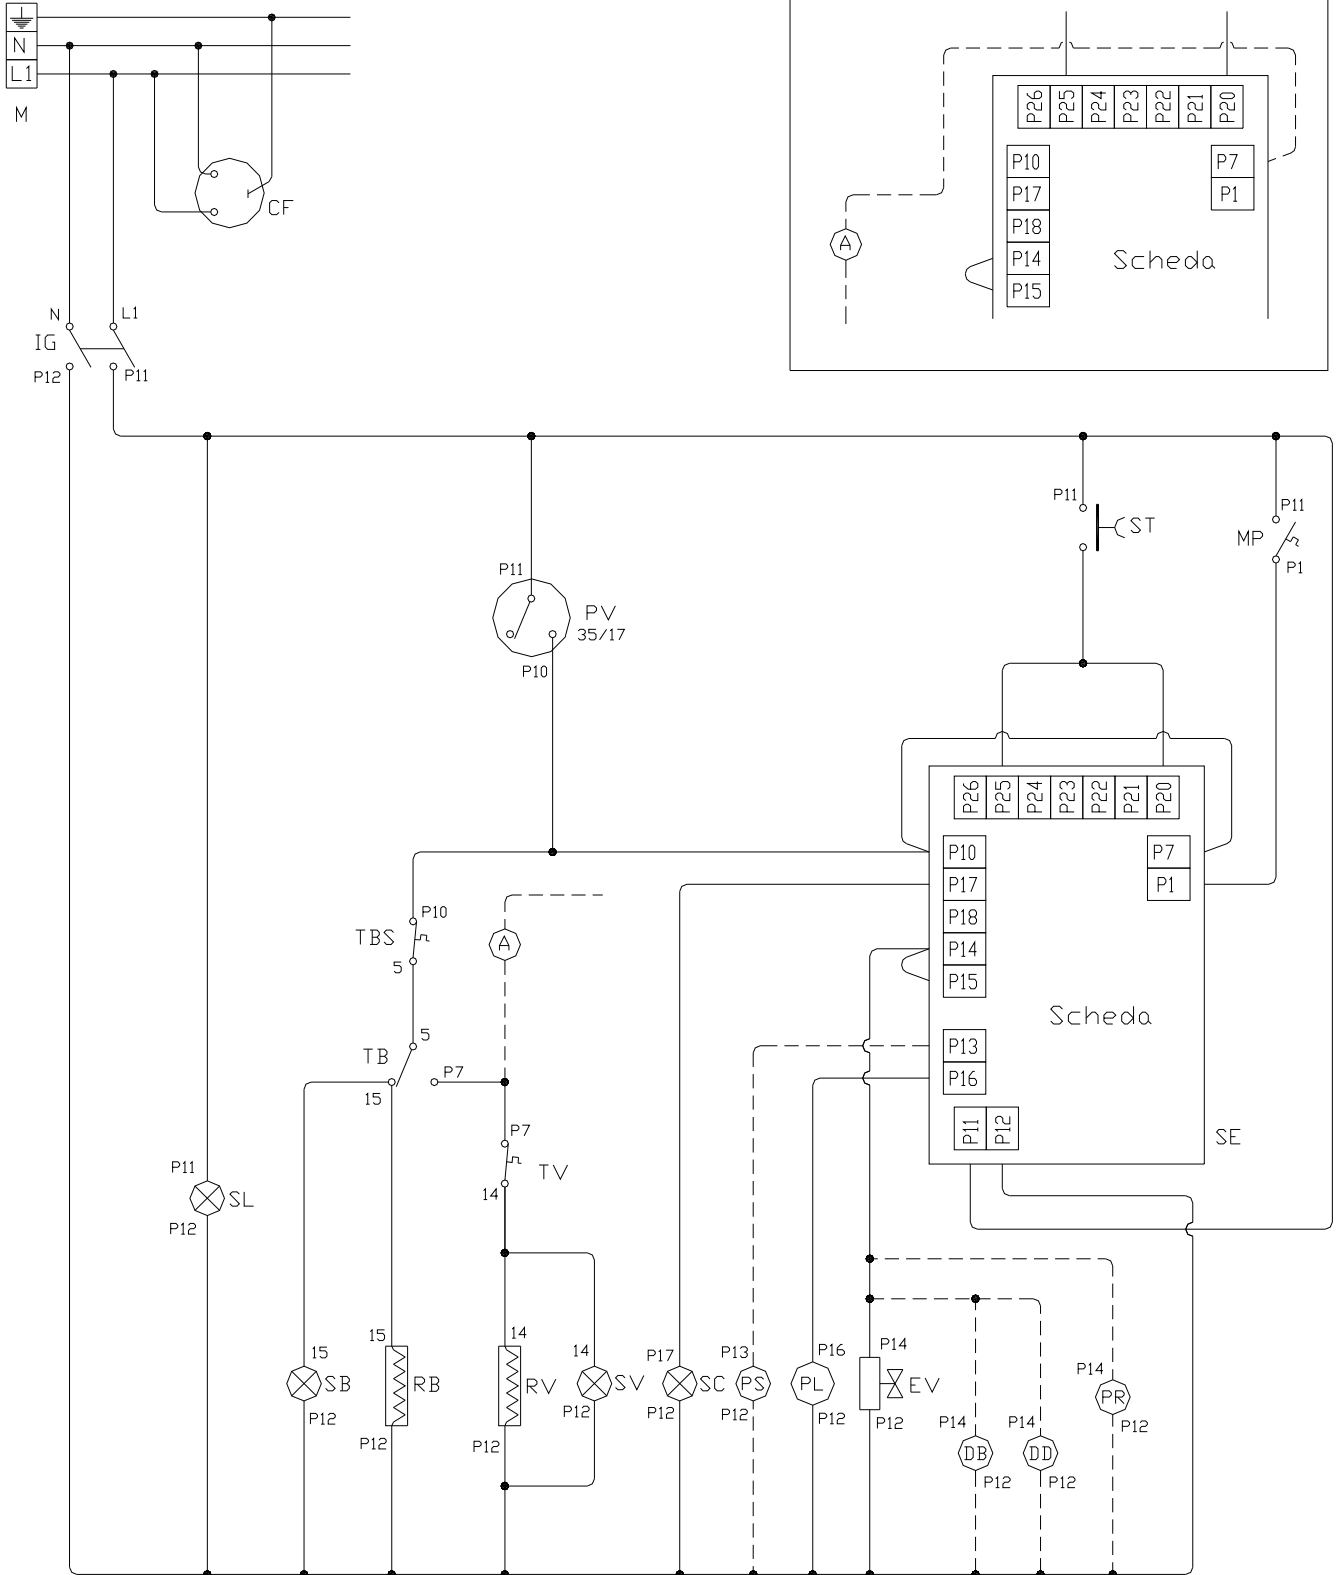 N
L1
M
CF
N
L1
IG
P12
P11
P26 P25 P24 P23 P22 P21 P20
P10
P7
P17
P1
P18
A
P14
Scheda
P15
P11
ST
P11
MP
P1
P11
PV
35/17
P10
P26 P25 P24 P23 P22 P21 P20
P10
P7
P17
P1
P18
P14
P15
Scheda
P13
P16
P11 P12
SE
P10
TBS
5
A
5
TB
P7
15
P7
TV
14
P11
SL
P12
15
SB
P12
15
RB
P12
14
RV
P12
14
SV
P12
P17
SC
P12
P13
PS
P12
P16
PL
P12
P14
EV
P12
P14
DB
P12
P14
DD
P12
P14
PR
P12